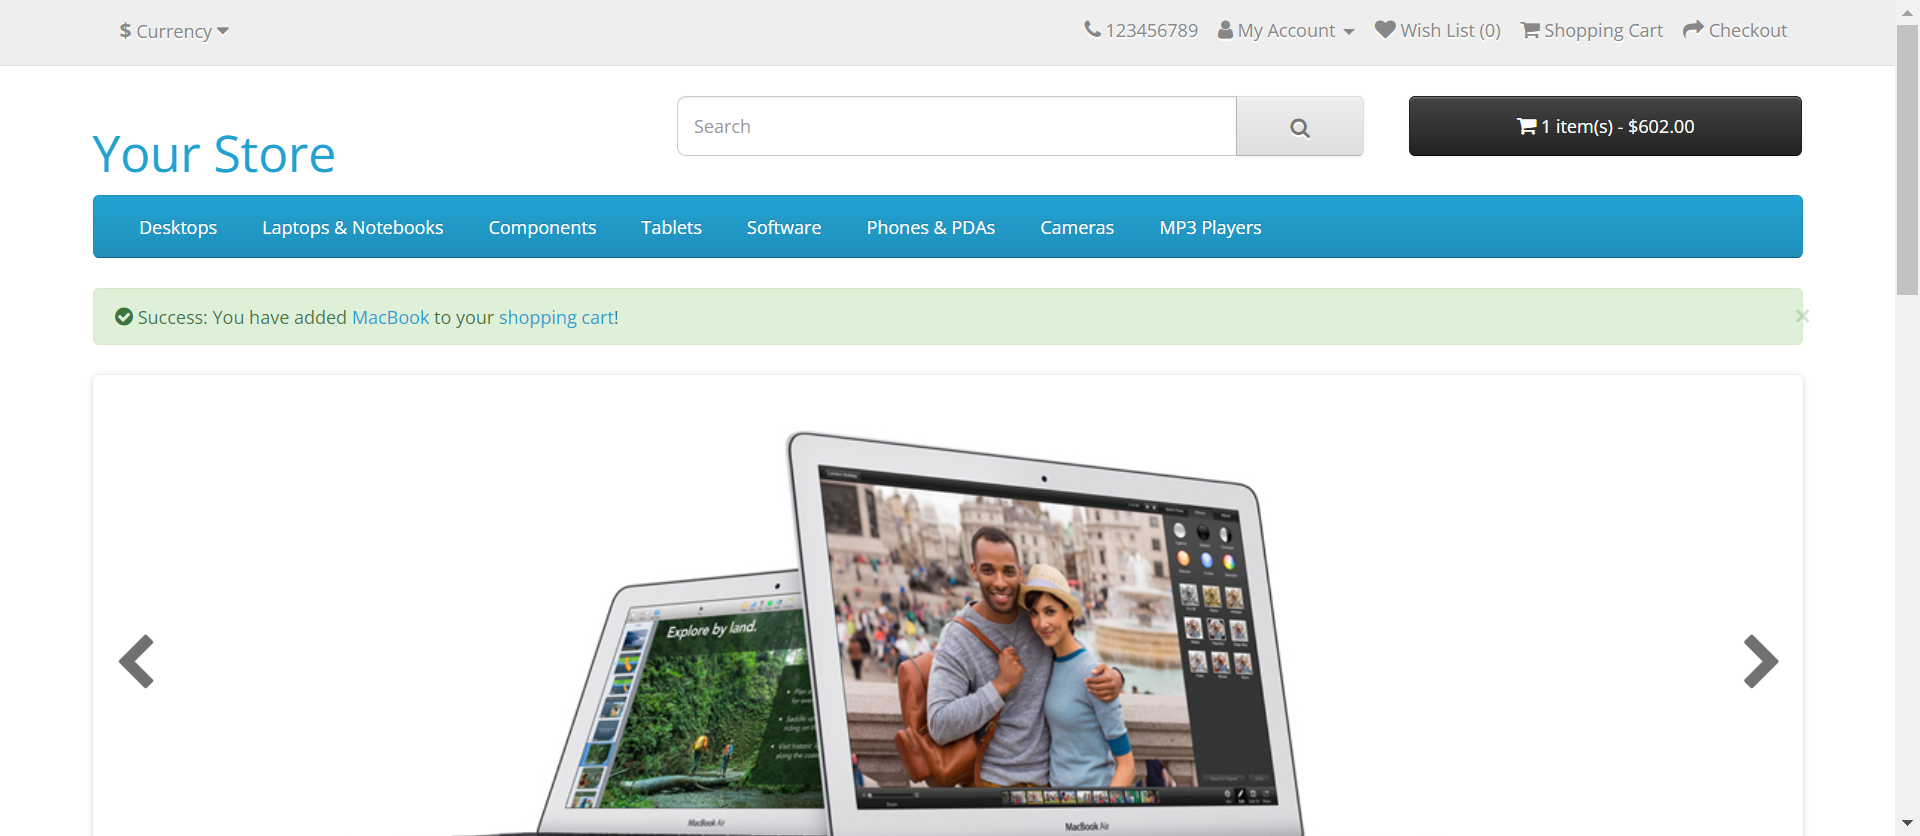 $ Currency
123456789 My Account Wish List (0) Shopping Cart Checkout
Your Store
Search
1 item(s) - $602.00
Desktops Laptops & Notebooks Components Tablets Software Phones & PDAs Cameras MP3 Players
Success: You have added MacBook to your shopping cart!
×
Explore by land.
MacBook Air
MacBook Air